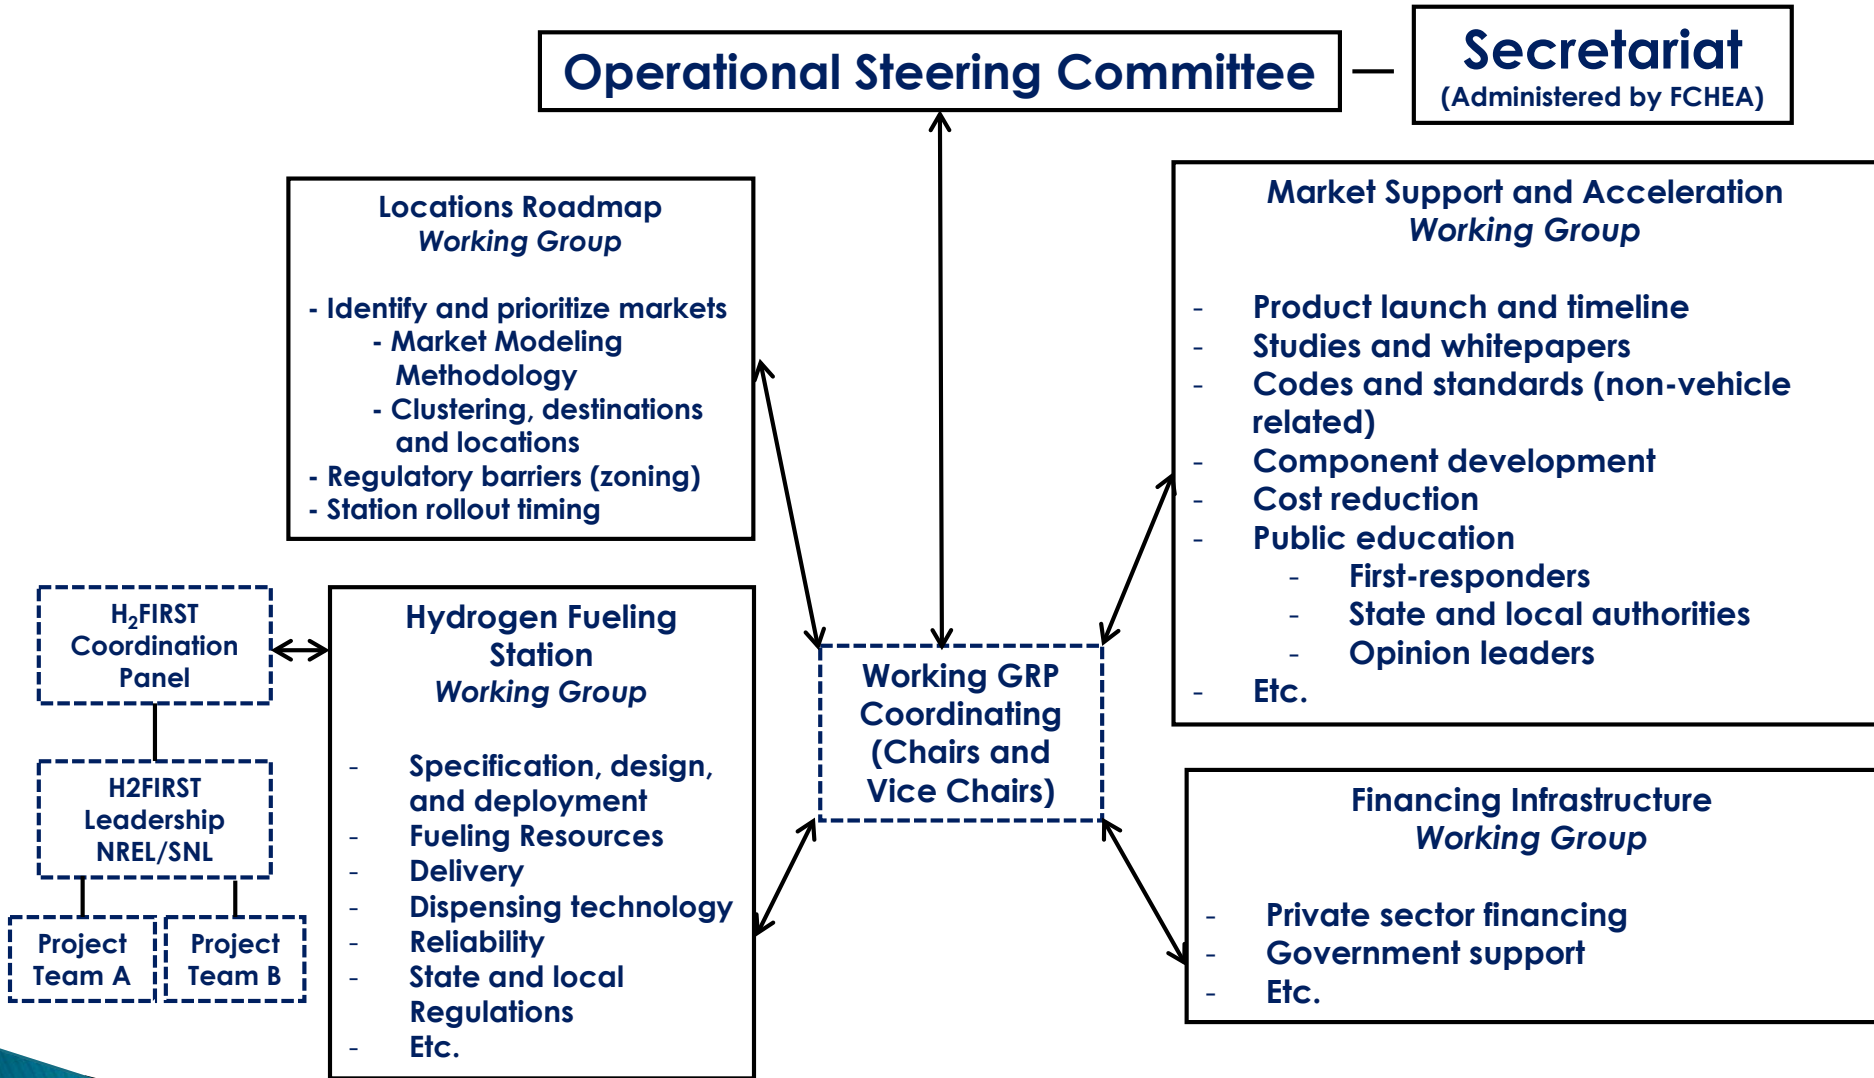 Operational Steering Committee
Secretariat
(Administered by FCHEA)
Locations Roadmap
Working Group
- Identify and prioritize markets
- Market Modeling
Methodology
- Clustering, destinations
and locations
- Regulatory barriers (zoning)
- Station rollout timing
Market Support and Acceleration
Working Group
- Product launch and timeline
- Studies and whitepapers
- Codes and standards (non-vehicle
related)
- Component development
- Cost reduction
- Public education
- First-responders
- State and local authorities
- Opinion leaders
- Etc.
H₂FIRST
Coordination
Panel
H2FIRST
Leadership
NREL/SNL
Project
Team A
Project
Team B
Hydrogen Fueling
Station
Working Group
- Specification, design,
and deployment
- Fueling Resources
- Delivery
- Dispensing technology
- Reliability
- State and local
Regulations
- Etc.
Working GRP
Coordinating
(Chairs and
Vice Chairs)
Financing Infrastructure
Working Group
- Private sector financing
- Government support
- Etc.